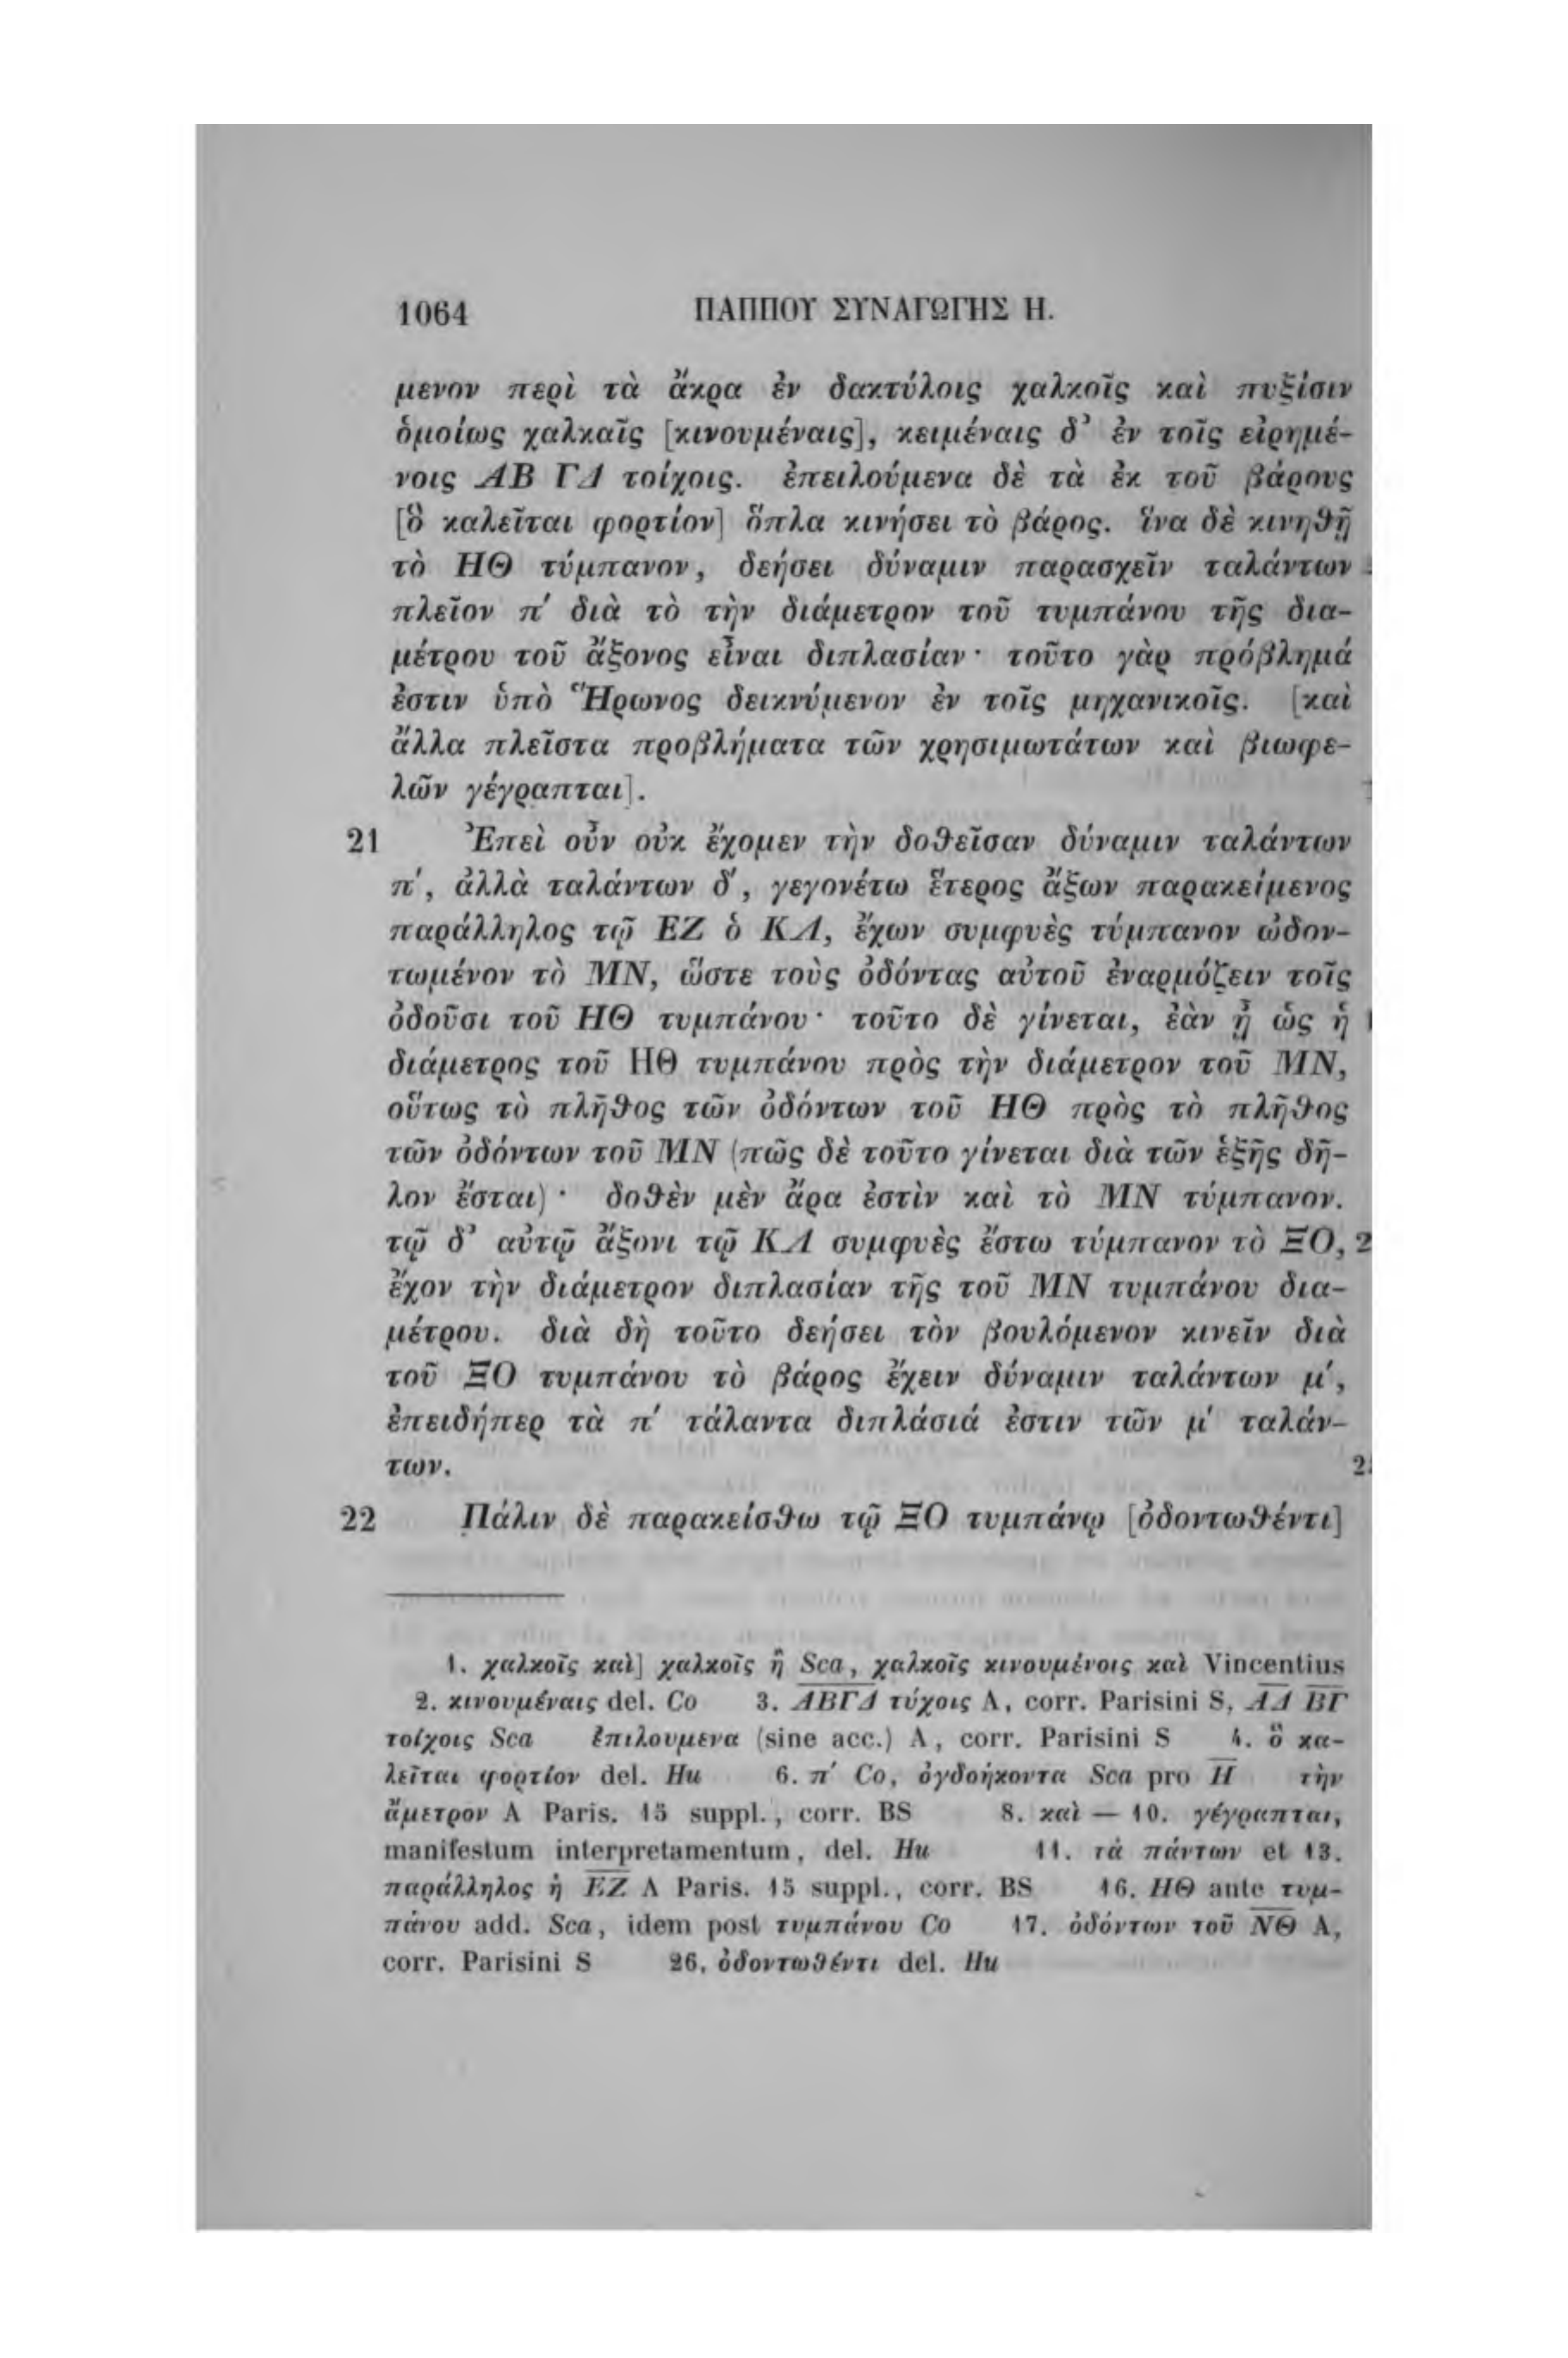 1064 ΠΑΠΠΟΥ ΣΥΝΑΓΩΓΗΣ Η.
μενον περὶ τὰ ἄκρα ἐν δακτύλοις χαλκοῖς καὶ πυξίσιν
ὁμοίως χαλκαῖς [κινουμέναις], κειμέναις δ' ἐν τοῖς εἰρημέ-
νοις ΑΒ ΓΔ τοίχοις. ἐπειλούμενα δὲ τὰ ἐκ τοῦ βάρους
[ὃ καλεῖται φορτίον] ὅπλα κινήσει τὸ βάρος. ἵνα δὲ κινηθῇ
τὸ ΗΘ τύμπανον, δεήσει δύναμιν παρασχεῖν ταλάντων
πλεῖον π' διὰ τὸ τὴν διάμετρον τοῦ τυμπάνου τῆς δια-
μέτρου τοῦ ἄξονος εἶναι διπλασίαν· τοῦτο γὰρ πρόβλημά
ἐστιν ὑπὸ Ἥρωνος δεικνύμενον ἐν τοῖς μηχανικοῖς. [καὶ
ἄλλα πλεῖστα προβλήματα τῶν χρησιμωτάτων καὶ βιωφε-
λῶν γέγραπται].
21 Ἐπεὶ οὖν οὐκ ἔχομεν τὴν δοθεῖσαν δύναμιν ταλάντων
π', ἀλλὰ ταλάντων δ', γεγονέτω ἕτερος ἄξων παρακείμενος
παράλληλος τῷ ΕΖ ὁ ΚΛ, ἔχων συμφυὲς τύμπανον ὠδον-
τωμένον τὸ ΜΝ, ὥστε τοὺς ὀδόντας αὐτοῦ ἐναρμόζειν τοῖς
ὀδοῦσι τοῦ ΗΘ τυμπάνου· τοῦτο δὲ γίνεται, ἐὰν ᾖ ὡς ἡ
διάμετρος τοῦ ΗΘ τυμπάνου πρὸς τὴν διάμετρον τοῦ ΜΝ,
οὕτως τὸ πλῆθος τῶν ὀδόντων τοῦ ΗΘ πρὸς τὸ πλῆθος
τῶν ὀδόντων τοῦ ΜΝ (πῶς δὲ τοῦτο γίνεται διὰ τῶν ἑξῆς δῆ-
λον ἔσται)· δοθὲν μὲν ἄρα ἐστὶν καὶ τὸ ΜΝ τύμπανον.
τῷ δ' αὐτῷ ἄξονι τῷ ΚΛ συμφυὲς ἔστω τύμπανον τὸ ΞΟ, 2
ἔχον τὴν διάμετρον διπλασίαν τῆς τοῦ ΜΝ τυμπάνου δια-
μέτρου. διὰ δὴ τοῦτο δεήσει τὸν βουλόμενον κινεῖν διὰ
τοῦ ΞΟ τυμπάνου τὸ βάρος ἔχειν δύναμιν ταλάντων μ',
ἐπειδήπερ τὰ π' τάλαντα διπλάσιά ἐστιν τῶν μ' ταλάν-
των. 2
22 Πάλιν δὲ παρακείσθω τῷ ΞΟ τυμπάνῳ [ὀδοντωθέντι]
1. χαλκοῖς καὶ] χαλκοῖς ἢ Sca, χαλκοῖς κινουμένοις καὶ Vincentius
2. κινουμέναις del. Co 3. ΑΒΓΔ τύχοις A, corr. Parisini S, ΑΔ ΒΓ
τοίχοις Sca ἐπιλουμενα (sine acc.) A, corr. Parisini S 4. ὃ κα-
λεῖται φορτίον del. Hu 6. π' Co, ὀγδοήκοντα Sca pro Η τὴν
ἄμετρον A Paris. 15 suppl., corr. BS 8. καὶ — 10. γέγραπται,
manifestum interpretamentum, del. Hu 11. τὰ πάντων et 13.
παράλληλος ἡ ΕΖ A Paris. 15 suppl., corr. BS 16. ΗΘ ante τυμ-
πάνου add. Sca, idem post τυμπάνου Co 17. ὀδόντων τοῦ ΝΘ A,
corr. Parisini S 26. ὀδοντωθέντι del. Hu